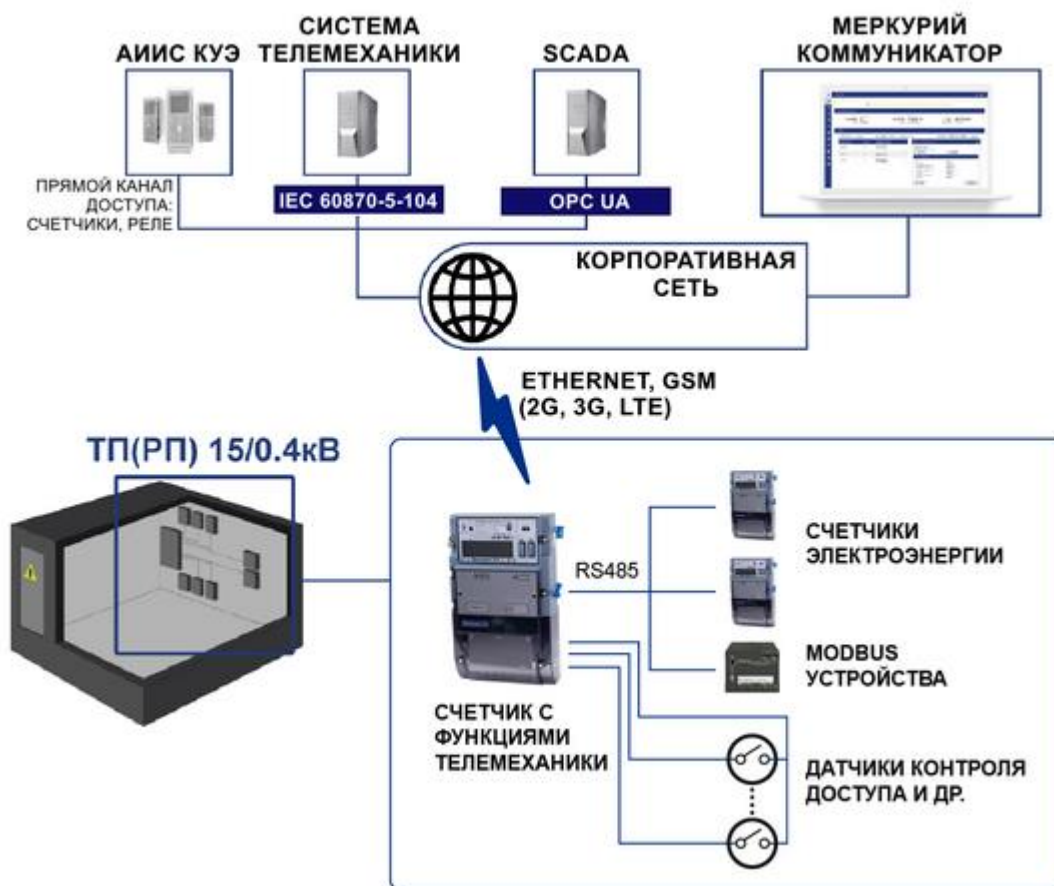 АИИС КУЭ
СИСТЕМА
ТЕЛЕМЕХАНИКИ
SCADA
МЕРКУРИЙ
КОММУНИКАТОР
ПРЯМОЙ КАНАЛ
ДОСТУПА:
СЧЕТЧИКИ, РЕЛЕ
IEC 60870-5-104
OPC UA
КОРПОРАТИВНАЯ
СЕТЬ
ETHERNET, GSM
(2G, 3G, LTE)
ТП(РП) 15/0.4кВ
RS485
СЧЕТЧИКИ
ЭЛЕКТРОЭНЕРГИИ
MODBUS
УСТРОЙСТВА
СЧЕТЧИК С
ФУНКЦИЯМИ
ТЕЛЕМЕХАНИКИ
ДАТЧИКИ КОНТРОЛЯ
ДОСТУПА И ДР.